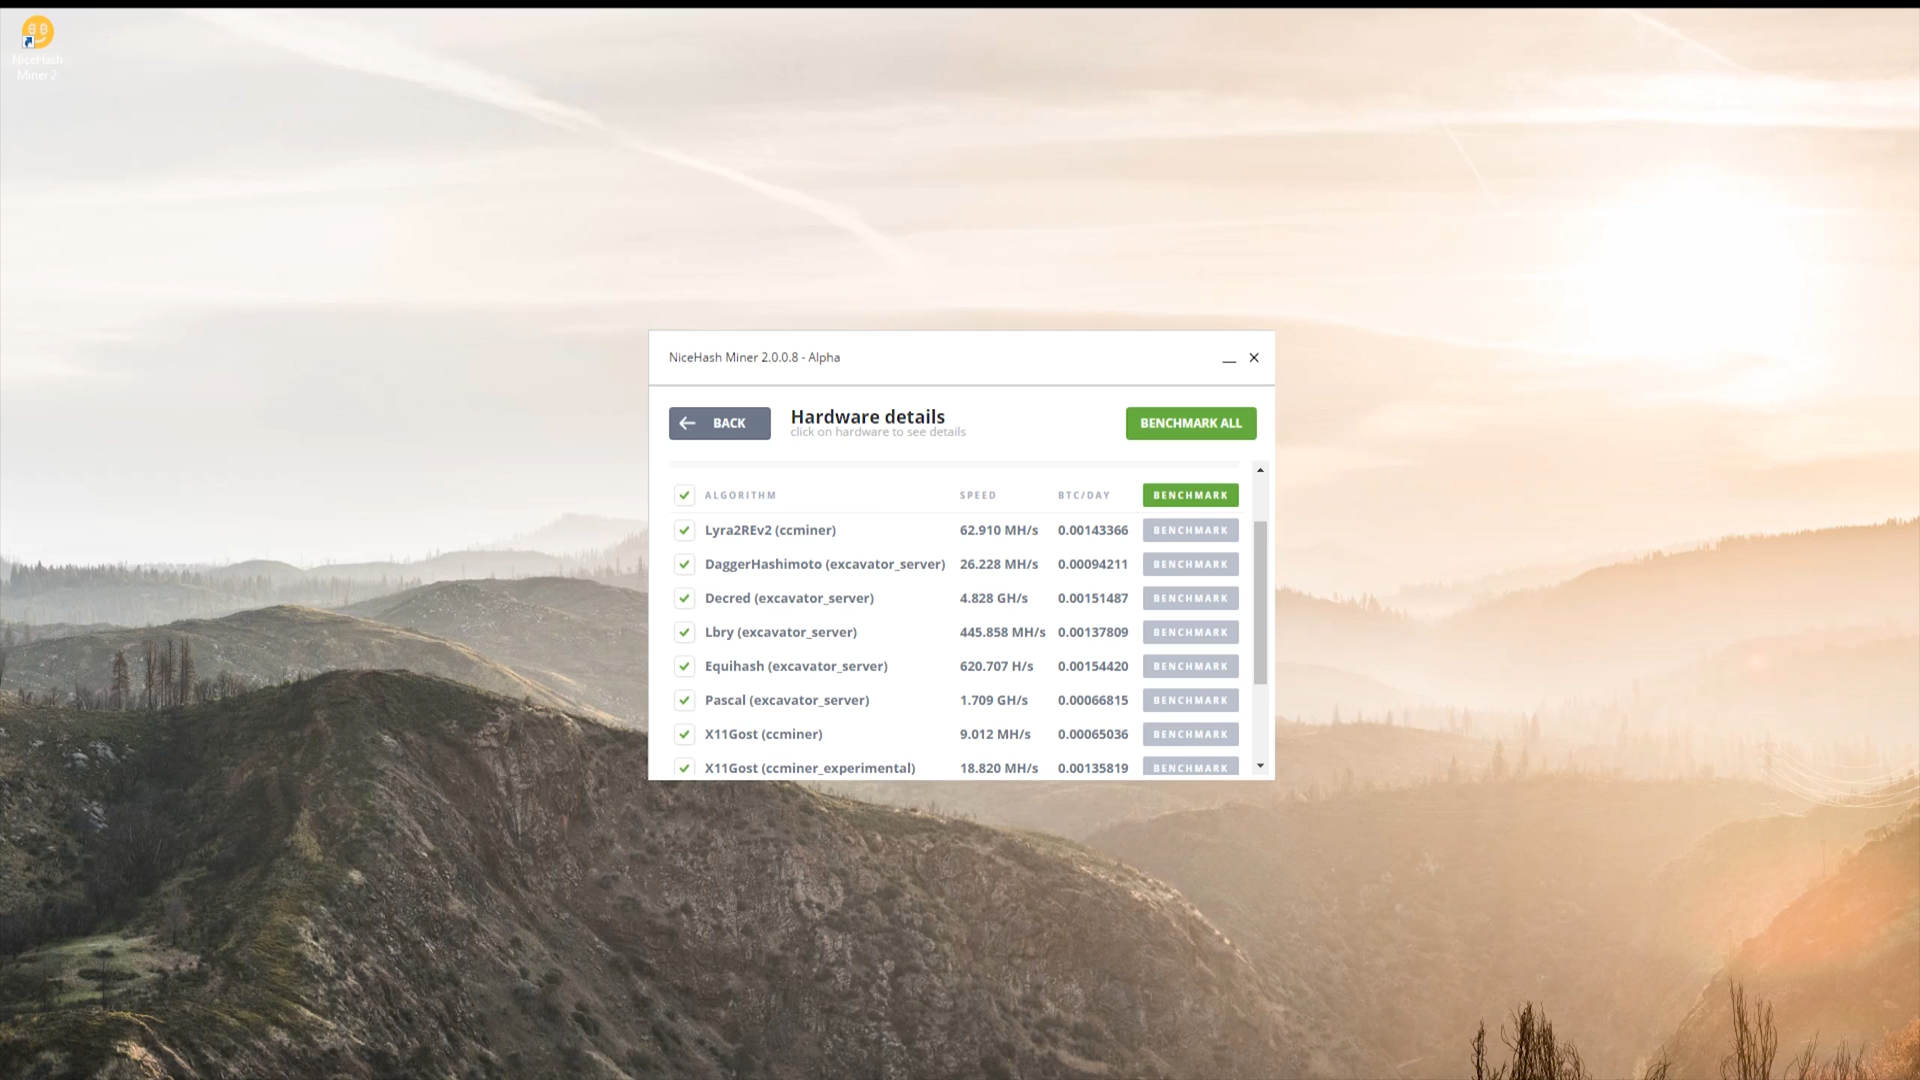 NiceHash
Miner 2
NiceHash Miner 2.0.0.8 - Alpha
BACK
Hardware details
click on hardware to see details
BENCHMARK ALL
ALGORITHM SPEED BTC/DAY BENCHMARK
Lyra2REv2 (ccminer) 62.910 MH/s 0.00143366 BENCHMARK
DaggerHashimoto (excavator_server) 26.228 MH/s 0.00094211 BENCHMARK
Decred (excavator_server) 4.828 GH/s 0.00151487 BENCHMARK
Lbry (excavator_server) 445.858 MH/s 0.00137809 BENCHMARK
Equihash (excavator_server) 620.707 H/s 0.00154420 BENCHMARK
Pascal (excavator_server) 1.709 GH/s 0.00066815 BENCHMARK
X11Gost (ccminer) 9.012 MH/s 0.00065036 BENCHMARK
X11Gost (ccminer_experimental) 18.820 MH/s 0.00135819 BENCHMARK